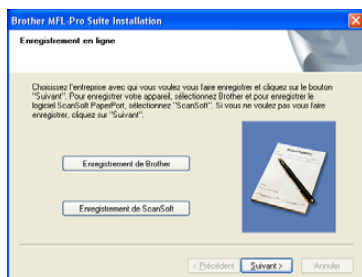 Brother MFL-Pro Suite Installation
Enregistrement en ligne
Choisissez l'entreprise avec qui vous voulez vous faire enregistrer et cliquez sur le bouton
"Suivant". Pour enregistrer votre appareil, sélectionnez Brother et pour enregistrer le
logiciel ScanSoft PaperPort, sélectionnez "ScanSoft". Si vous ne voulez pas vous faire
enregistrer, cliquez sur "Suivant".
Enregistrement de Brother
Enregistrement de ScanSoft
< Précédent
Suivant >
Annuler